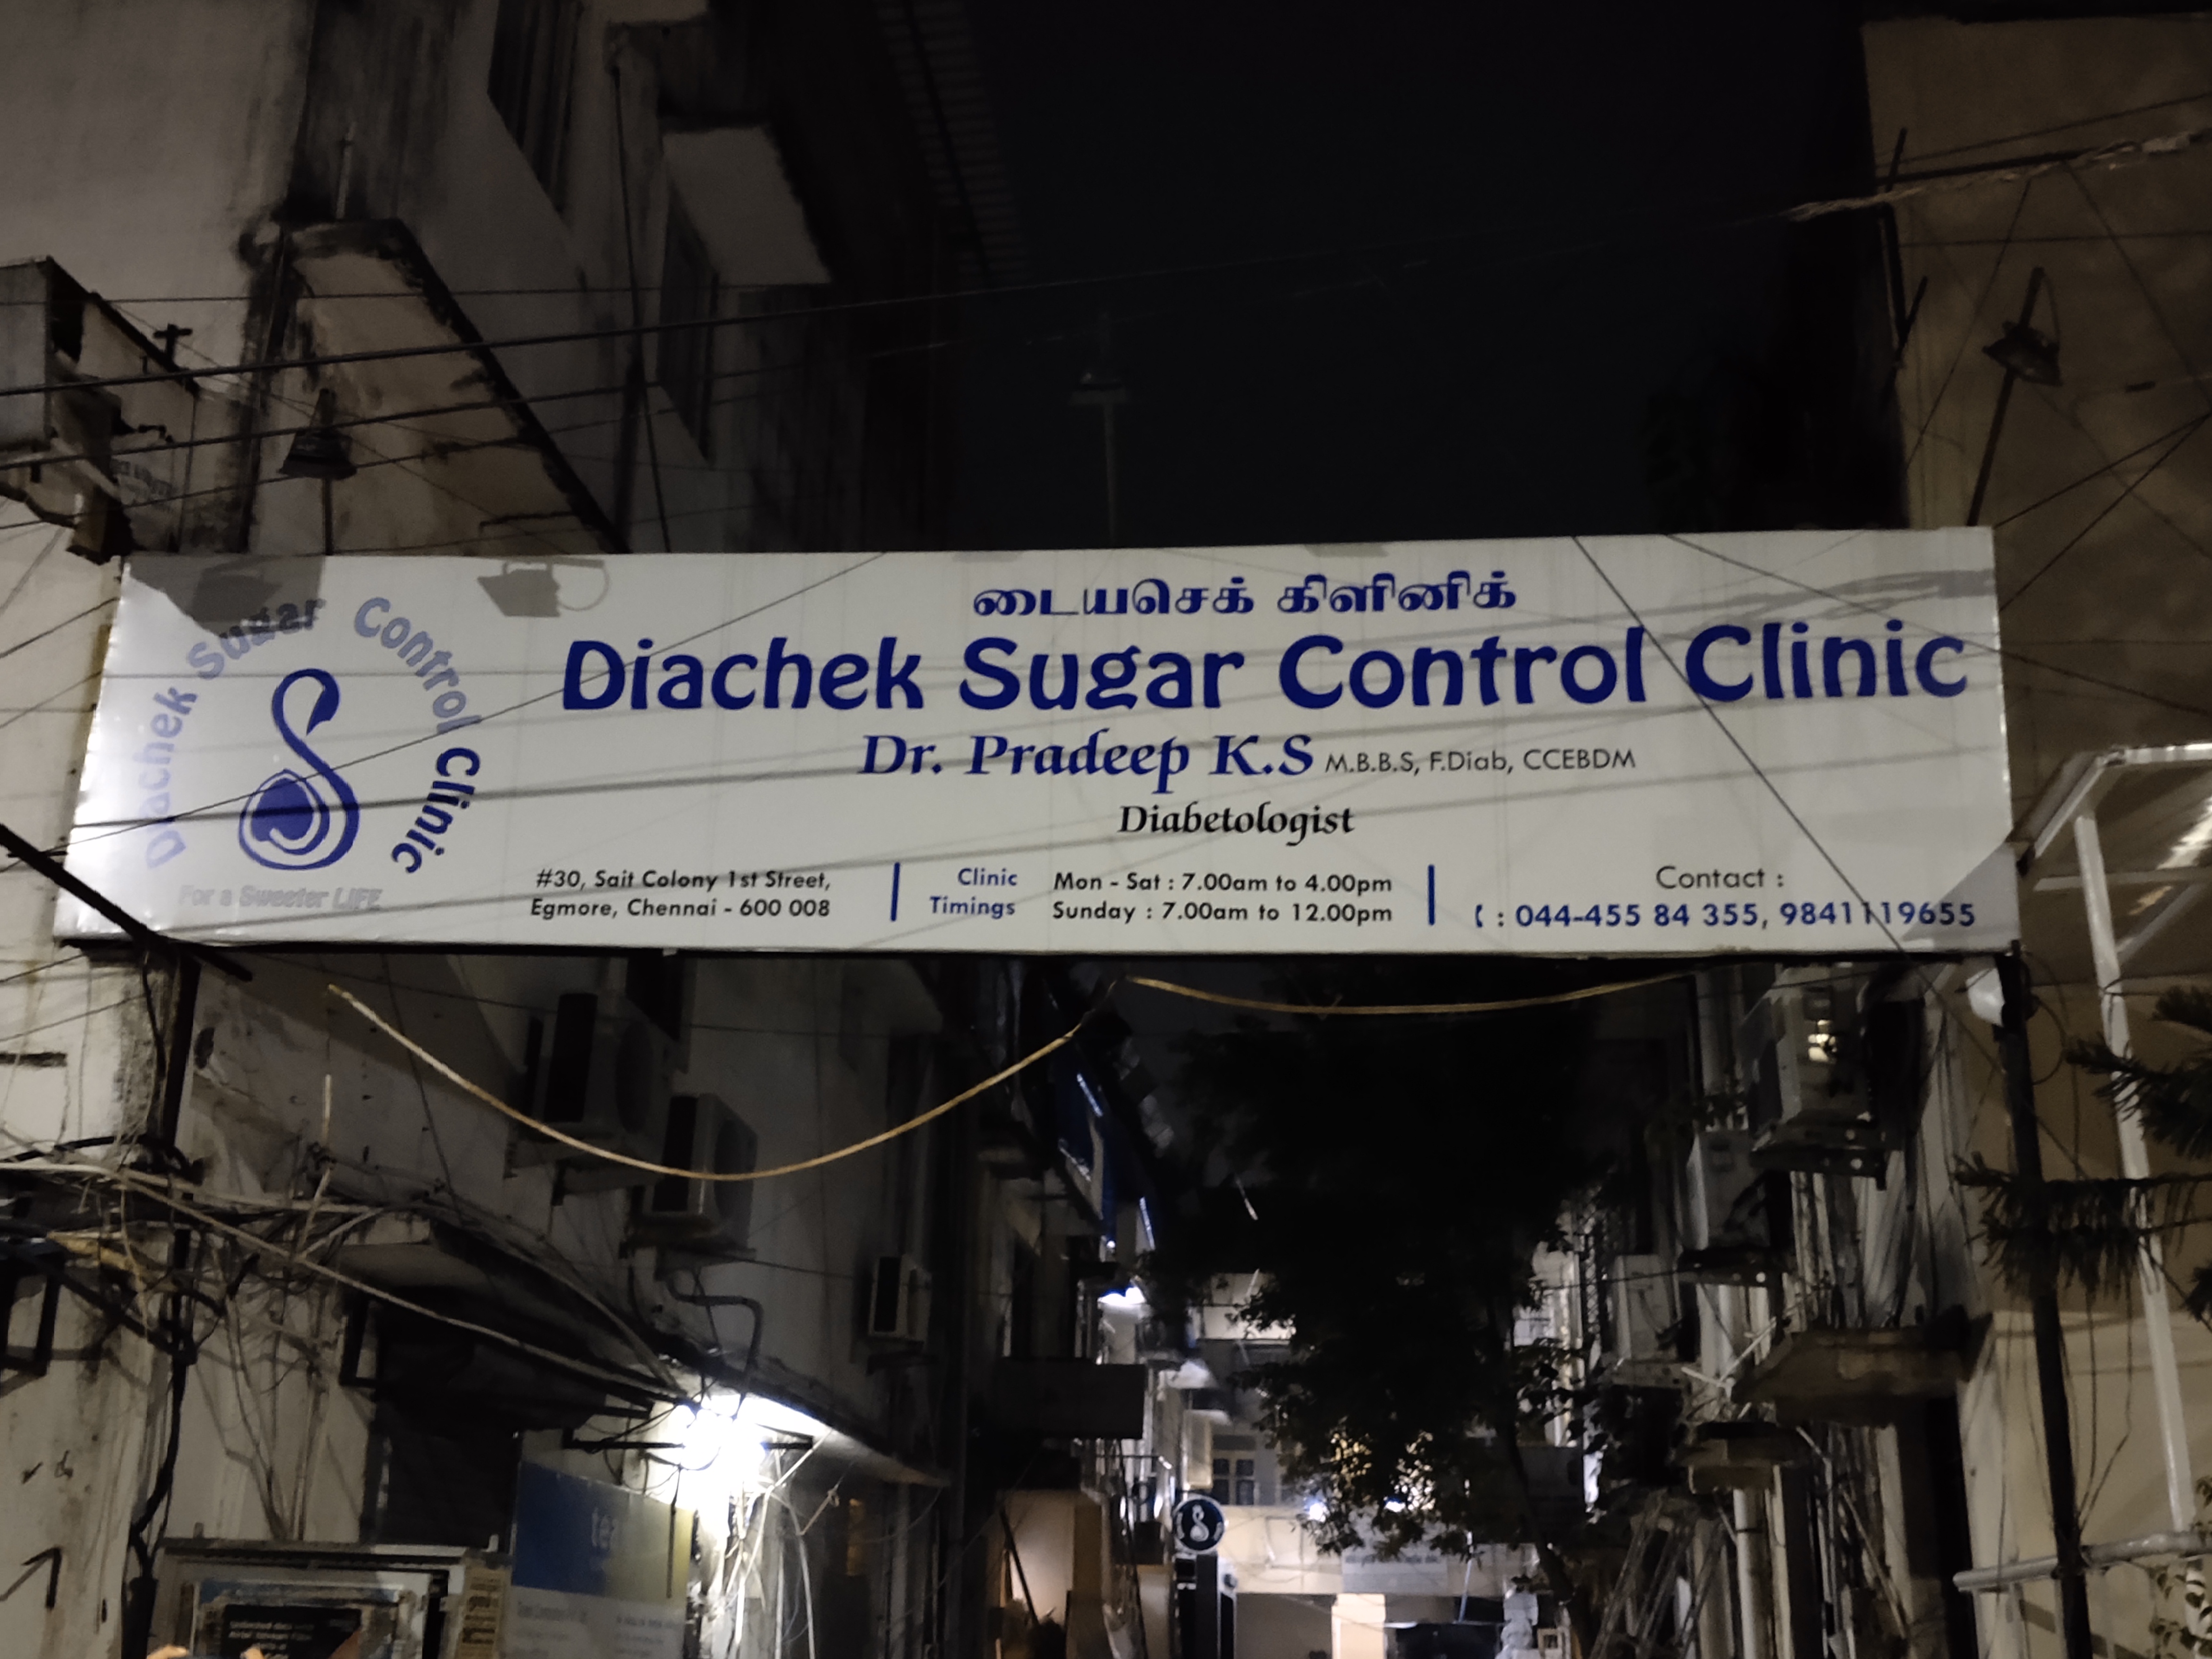 Diachek Sugar Control Clinic
For a Sweeter LIFE
டையசெக் கிளினிக்
Diachek Sugar Control Clinic
Dr. Pradeep K.S M.B.B.S, F.Diab, CCEBDM
Diabetologist
#30, Sait Colony 1st Street,
Egmore, Chennai - 600 008
Clinic
Timings
Mon - Sat : 7.00am to 4.00pm
Sunday : 7.00am to 12.00pm
Contact :
: 044-455 84 355, 9841119655